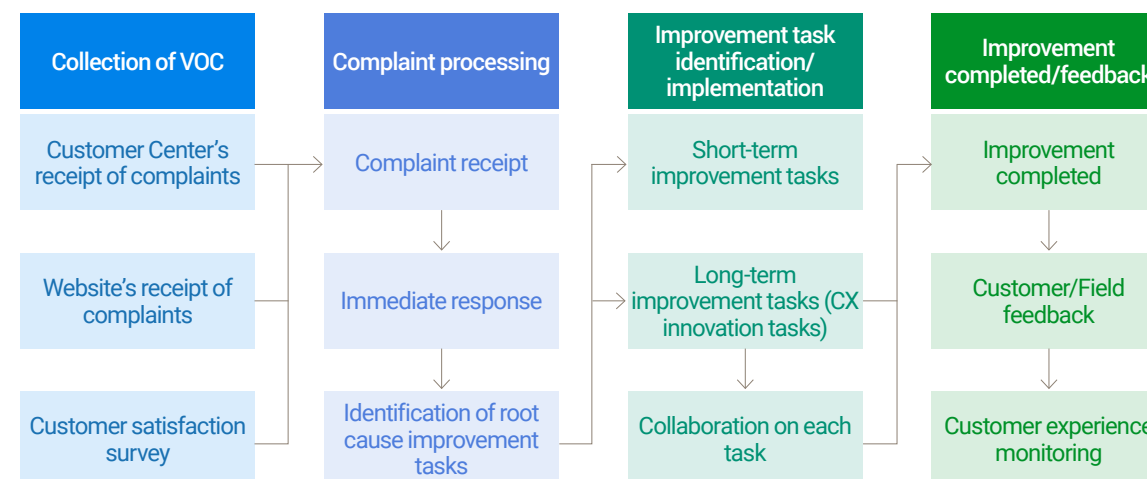 Collection of VOC
Customer Center's
receipt of complaints
Website's receipt of
complaints
Customer satisfaction
survey
Complaint processing
Complaint receipt
Immediate response
Identification of root
cause improvement
tasks
Improvement task
identification/
implementation
Short-term
improvement tasks
Long-term
improvement tasks (CX
innovation tasks)
Collaboration on each
task
Improvement
completed/feedback
Improvement
completed
Customer/Field
feedback
Customer experience
monitoring